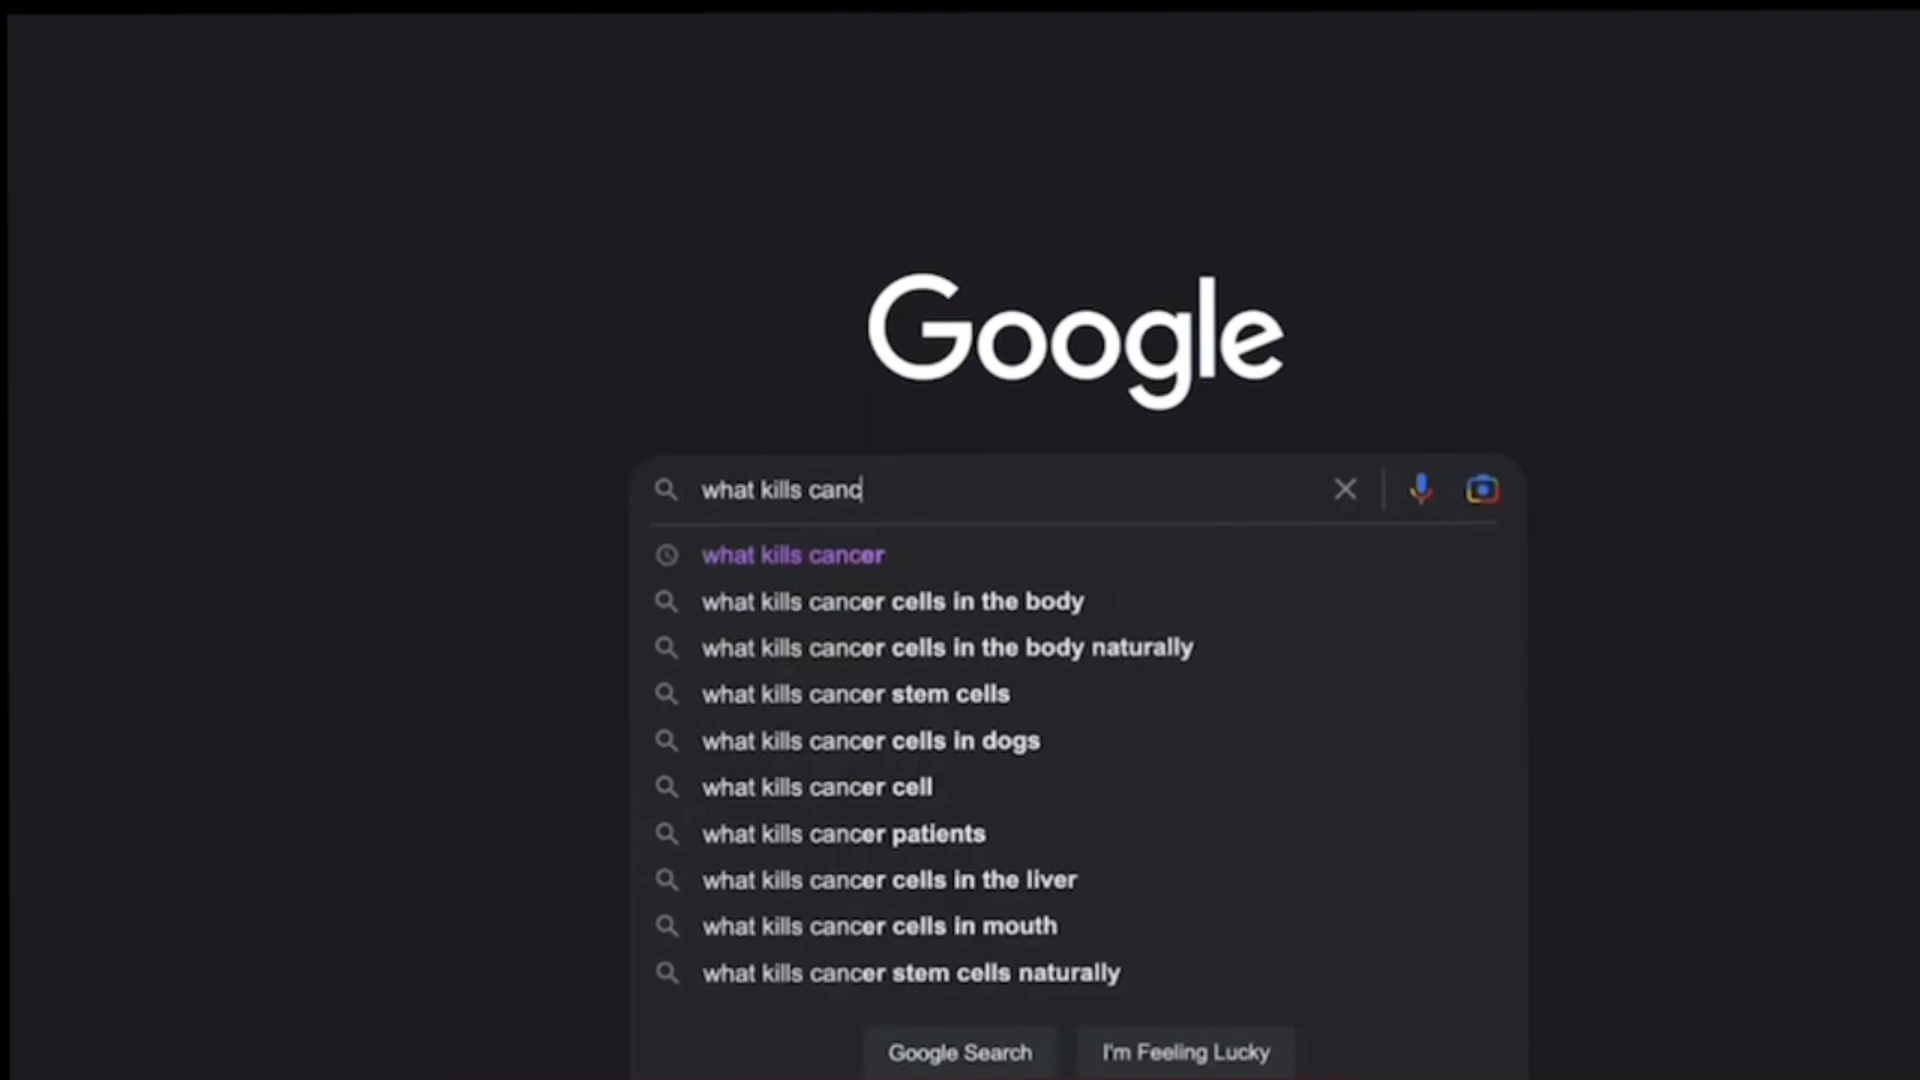 Google
what kills canc
what kills cancer
what kills cancer cells in the body
what kills cancer cells in the body naturally
what kills cancer stem cells
what kills cancer cells in dogs
what kills cancer cell
what kills cancer patients
what kills cancer cells in the liver
what kills cancer cells in mouth
what kills cancer stem cells naturally
Google Search I'm Feeling Lucky